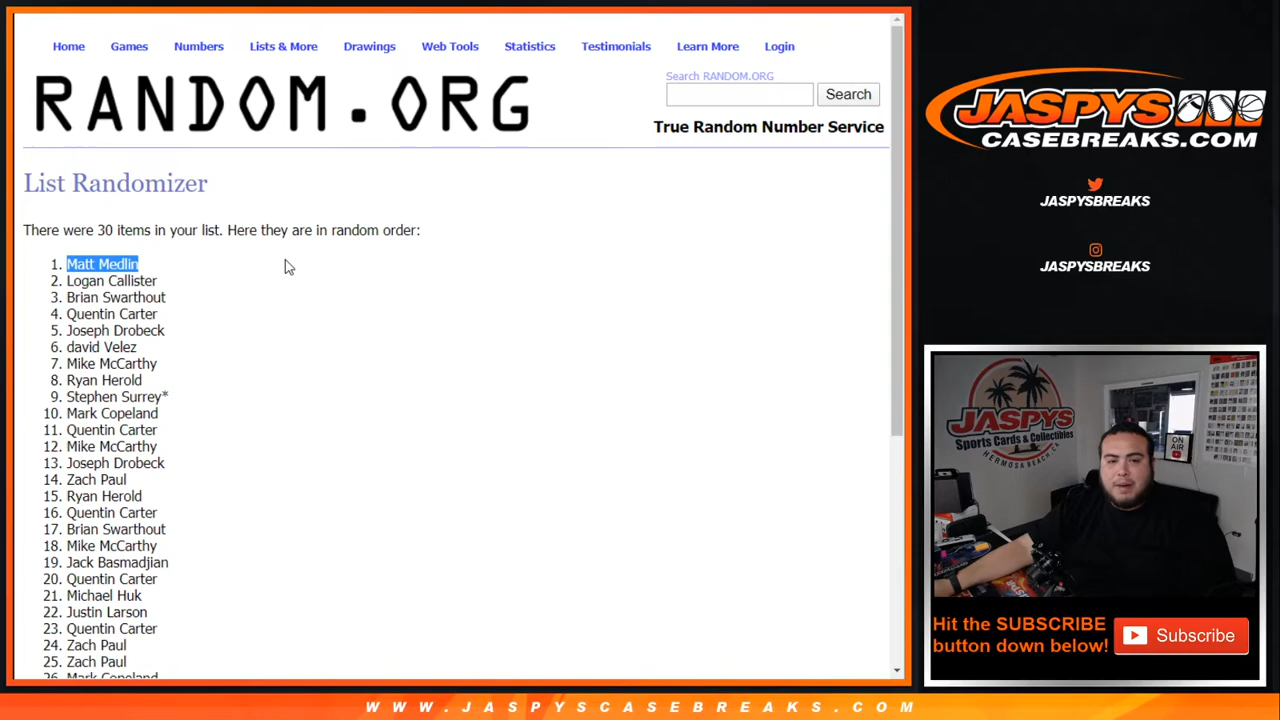 Home Games Numbers Lists & More Drawings Web Tools Statistics Testimonials Learn More Login
RANDOM.ORG
Search RANDOM.ORG
Search
True Random Number Service
List Randomizer
There were 30 items in your list. Here they are in random order:
1. Matt Medlin
2. Logan Callister
3. Brian Swarthout
4. Quentin Carter
5. Joseph Drobeck
6. david Velez
7. Mike McCarthy
8. Ryan Herold
9. Stephen Surrey*
10. Mark Copeland
11. Quentin Carter
12. Mike McCarthy
13. Joseph Drobeck
14. Zach Paul
15. Ryan Herold
16. Quentin Carter
17. Brian Swarthout
18. Mike McCarthy
19. Jack Basmadjian
20. Quentin Carter
21. Michael Huk
22. Justin Larson
23. Quentin Carter
24. Zach Paul
25. Zach Paul
26. Mark Copeland
JASPYS
CASEBREAKS.COM
JASPYSBREAKS
JASPYSBREAKS
JASPYS
Sports Cards & Collectibles
HERMOSA BEACH, CA
ON
AIR
Hit the SUBSCRIBE
button down below!
Subscribe
WWW.JASPYSCASEBREAKS.COM